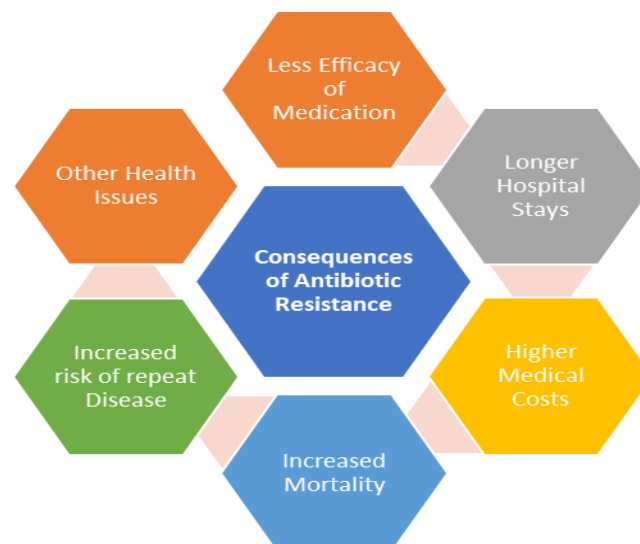 Less Efficacy
of
Medication
Longer
Hospital
Stays
Higher
Medical
Costs
Increased
Mortality
Increased
risk of repeat
Disease
Other Health
Issues
Consequences
of Antibiotic
Resistance